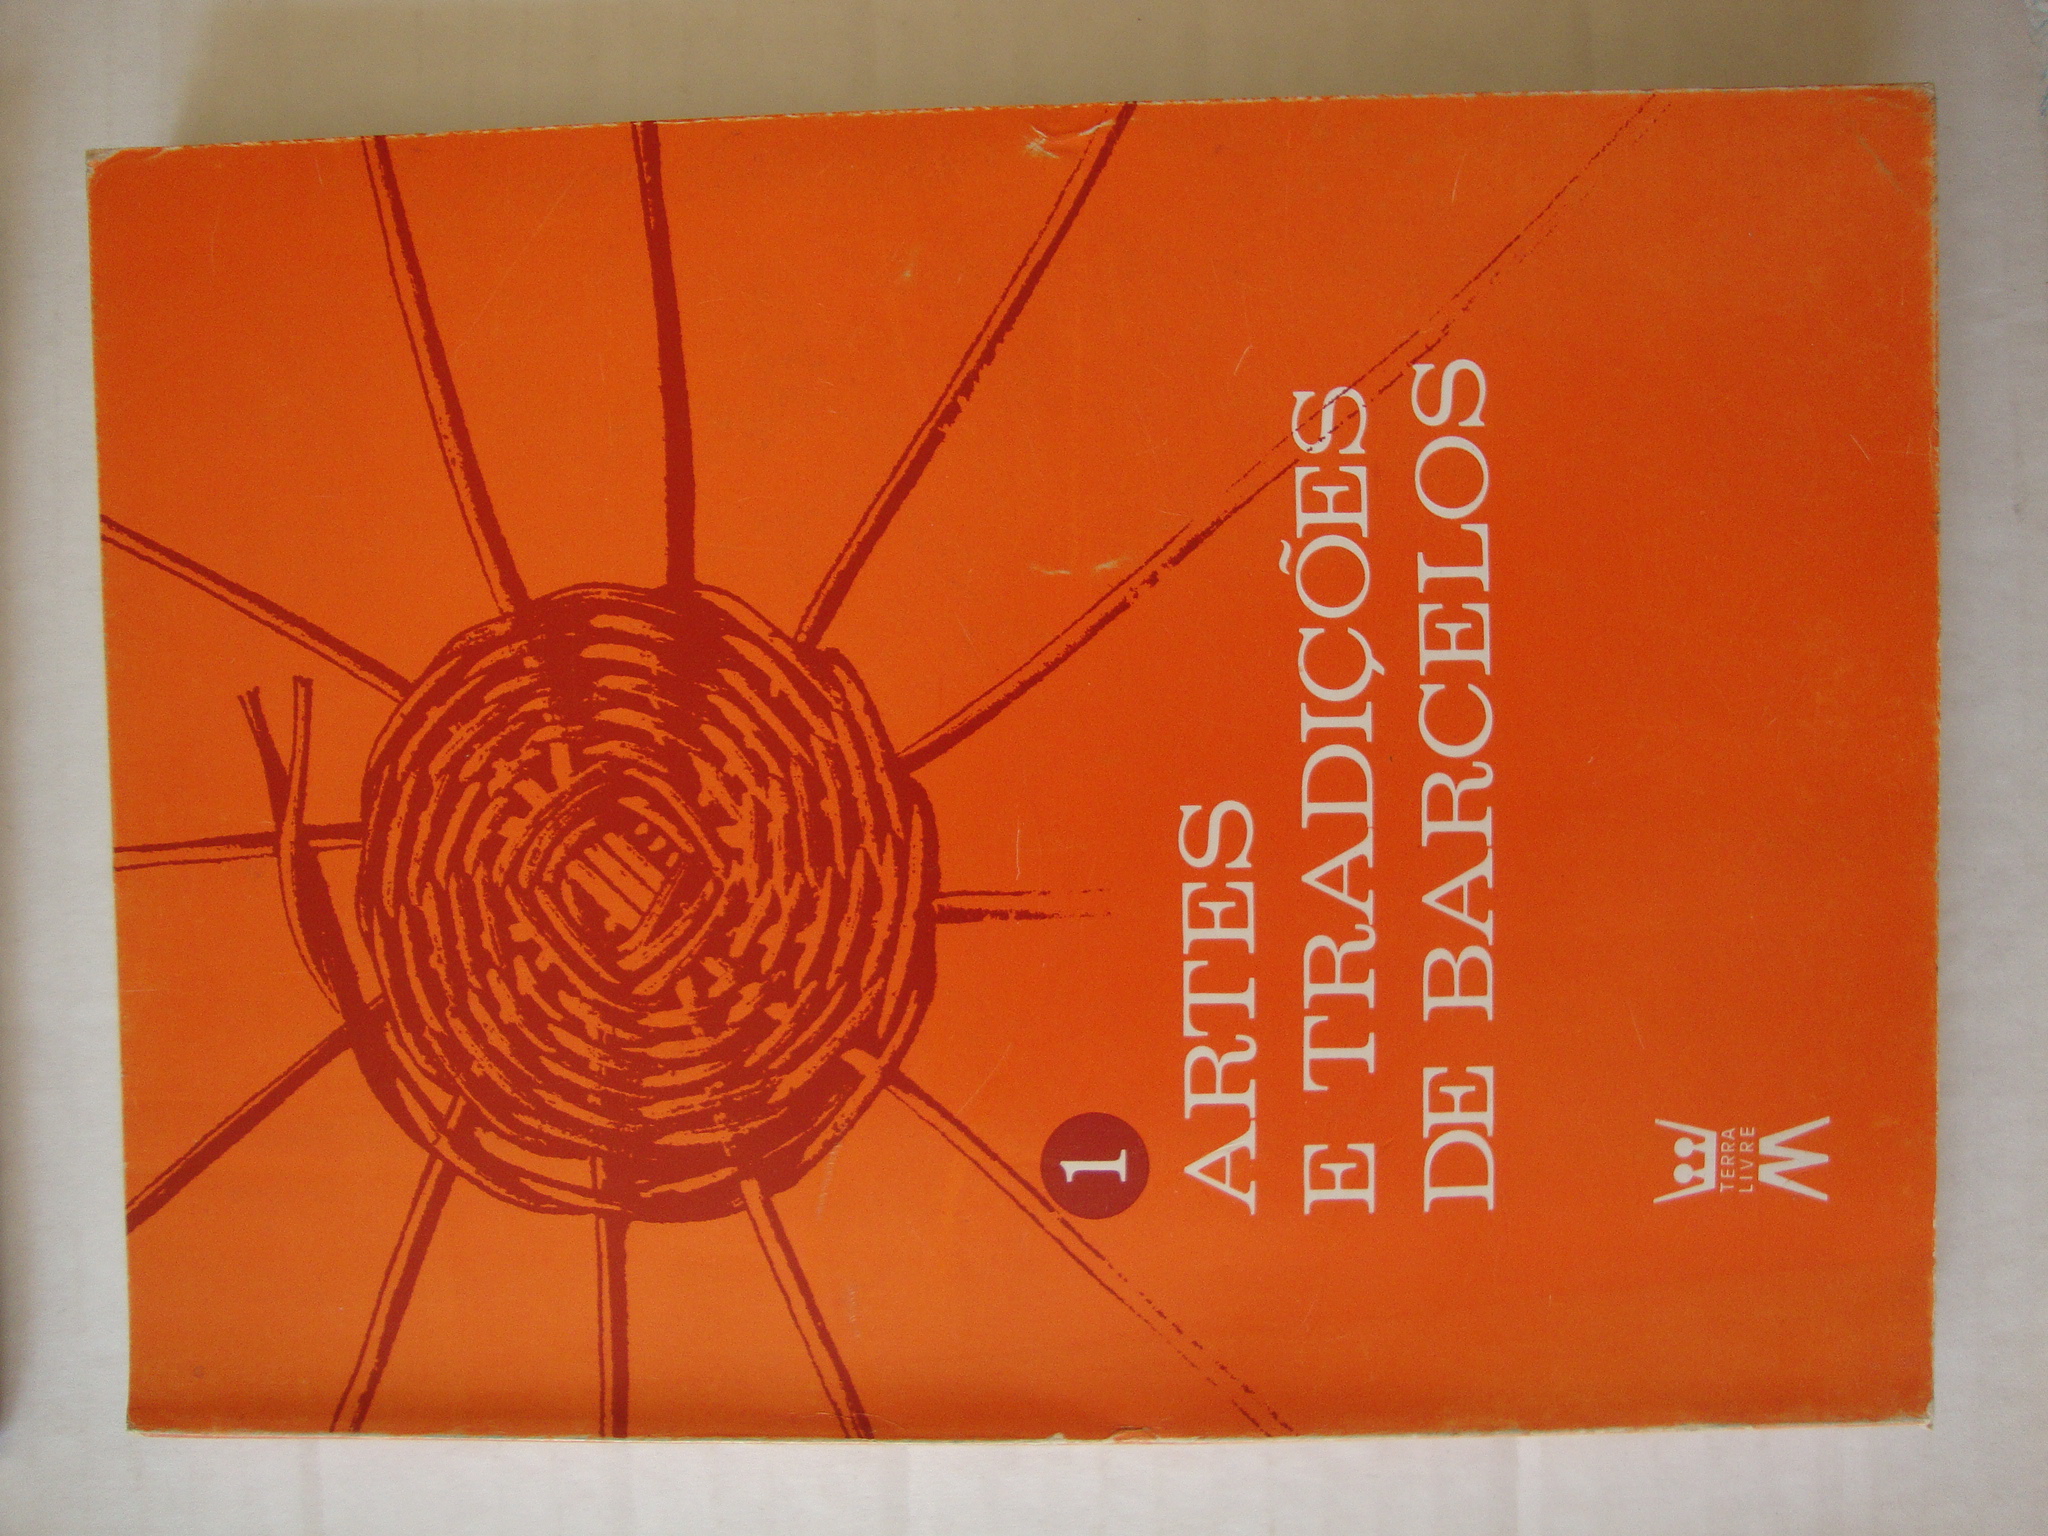 1
ARTES
E TRADIÇÕES
DE BARCELOS
TERRA
LIVRE